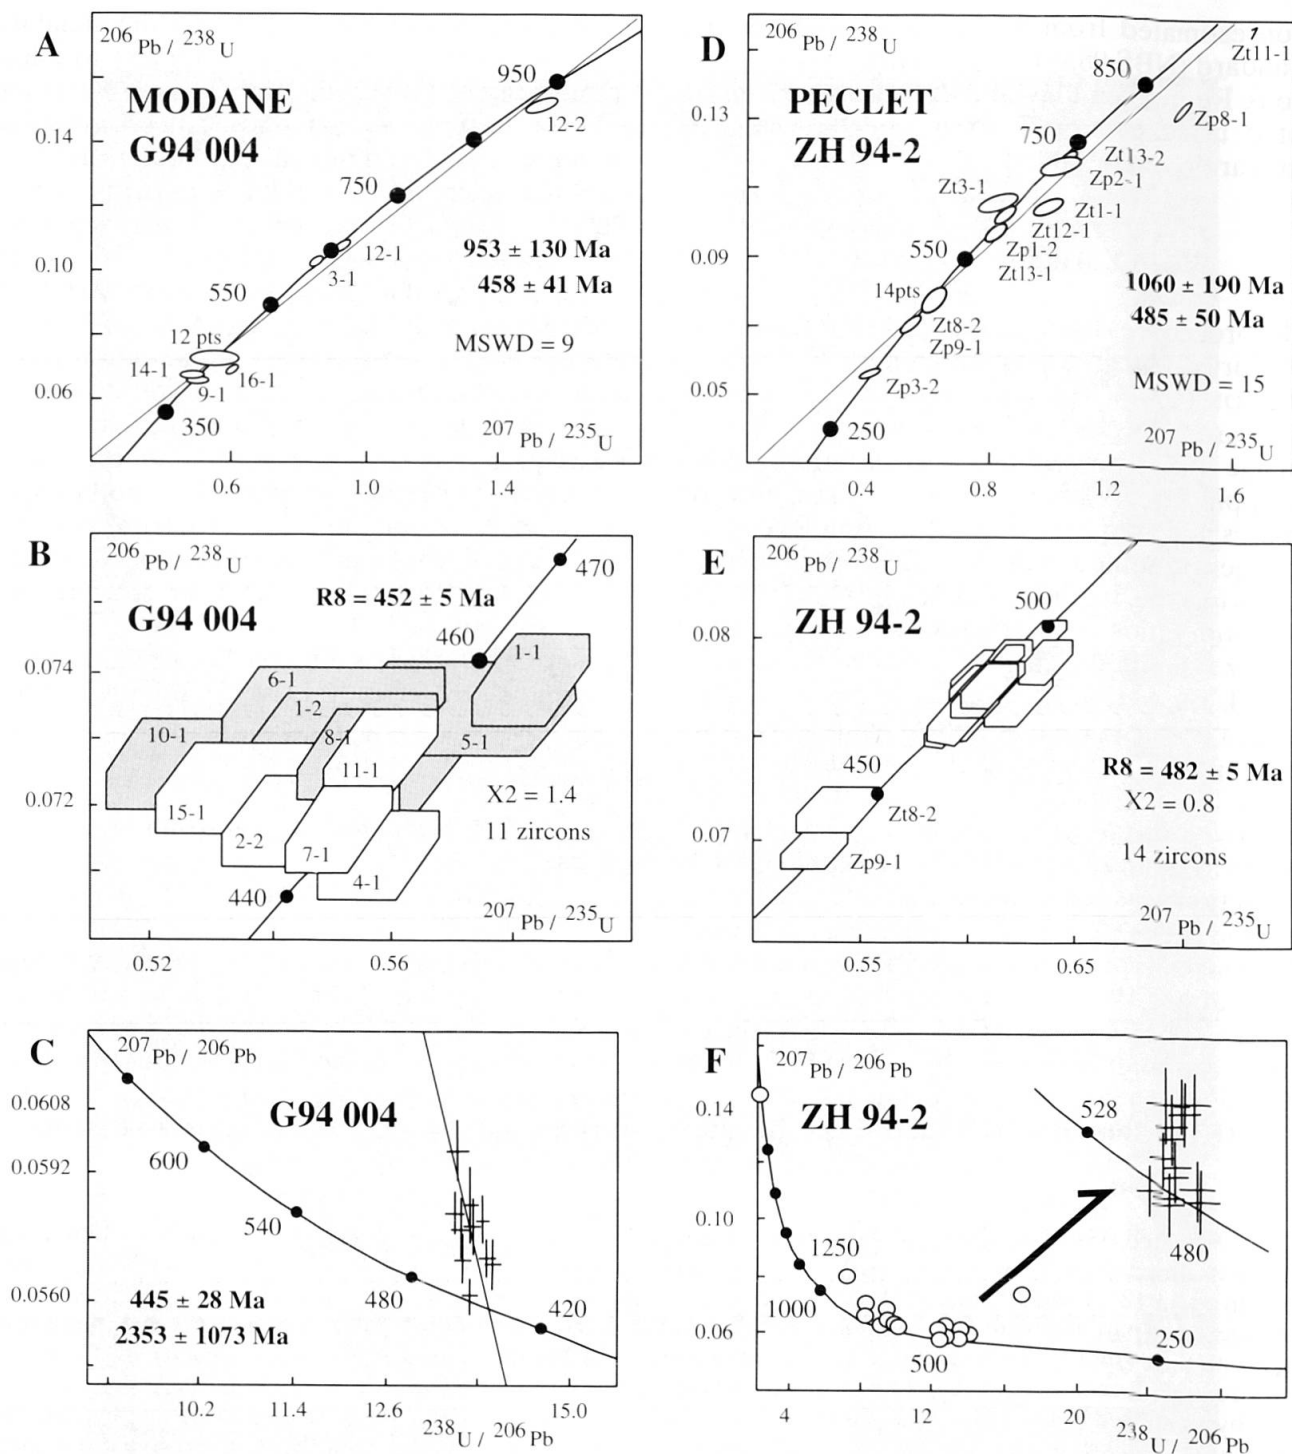 A
206Pb / 238U
MODANE
G94 004
950
12-2
750
12-1
3-1
953 ± 130 Ma
458 ± 41 Ma
550
12 pts
MSWD = 9
14-1
9-1
16-1
350
207Pb / 235U
0.14
0.10
0.06
0.6
1.0
1.4
D
206Pb / 238U
PECLET
ZH 94-2
850
Zt11-1
Zp8-1
750
Zt13-2
Zp2-1
Zt3-1
Zt1-1
Zt12-1
Zp1-2
Zt13-1
550
1060 ± 190 Ma
485 ± 50 Ma
14pts
Zt8-2
Zp9-1
Zp3-2
MSWD = 15
250
207Pb / 235U
0.13
0.09
0.05
0.4
0.8
1.2
1.6
B
206Pb / 238U
470
R8 = 452 ± 5 Ma
G94 004
460
1-1
6-1
1-2
10-1
8-1
5-1
11-1
X2 = 1.4
15-1
11 zircons
2-2
7-1
4-1
440
207Pb / 235U
0.074
0.072
0.52
0.56
E
206Pb / 238U
ZH 94-2
500
450
R8 = 482 ± 5 Ma
X2 = 0.8
Zt8-2
Zp9-1
14 zircons
207Pb / 235U
0.08
0.07
0.55
0.65
C
207Pb / 206Pb
G94 004
600
540
445 ± 28 Ma
2353 ± 1073 Ma
480
420
0.0608
0.0592
0.0560
10.2
11.4
12.6
15.0
238U / 206Pb
F
207Pb / 206Pb
ZH 94-2
528
1250
480
1000
500
250
0.14
0.10
0.06
4
12
20
238U / 206Pb